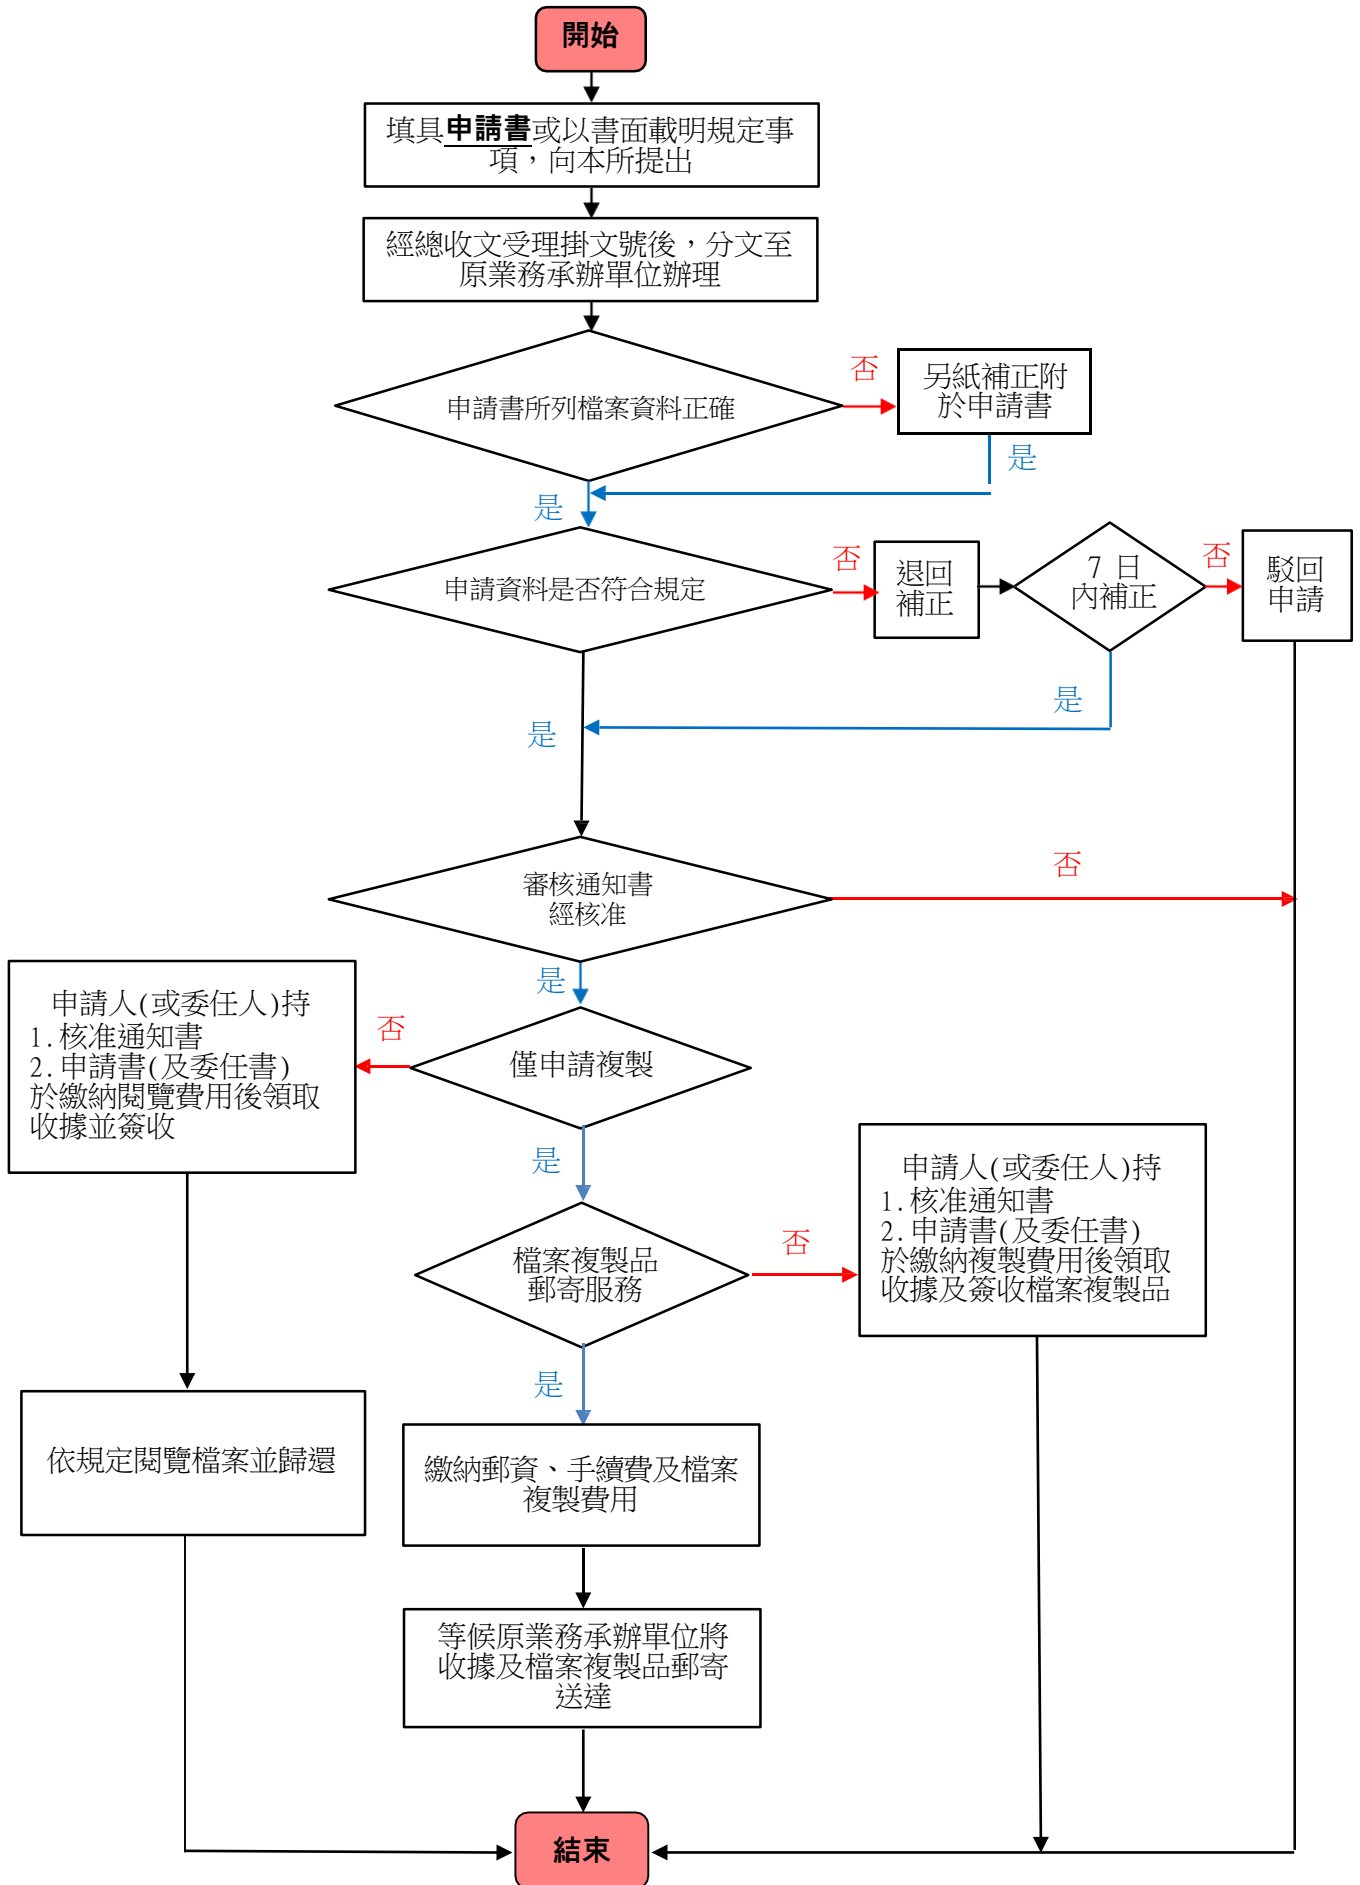 開始
填具申請書或以書面載明規定事
項，向本所提出
經總收文受理掛文號後，分文至
原業務承辦單位辦理
申請書所列檔案資料正確
否
另紙補正附
於申請書
是
是
申請資料是否符合規定
否
退回
補正
7 日
內補正
否
駁回
申請
是
是
審核通知書
經核准
否
是
僅申請複製
否
申請人(或委任人)持
1.核准通知書
2.申請書(及委任書)
於繳納閱覽費用後領取
收據並簽收
是
檔案複製品
郵寄服務
否
申請人(或委任人)持
1.核准通知書
2.申請書(及委任書)
於繳納複製費用後領取
收據及簽收檔案複製品
是
依規定閱覽檔案並歸還
繳納郵資、手續費及檔案
複製費用
等候原業務承辦單位將
收據及檔案複製品郵寄
送達
結束